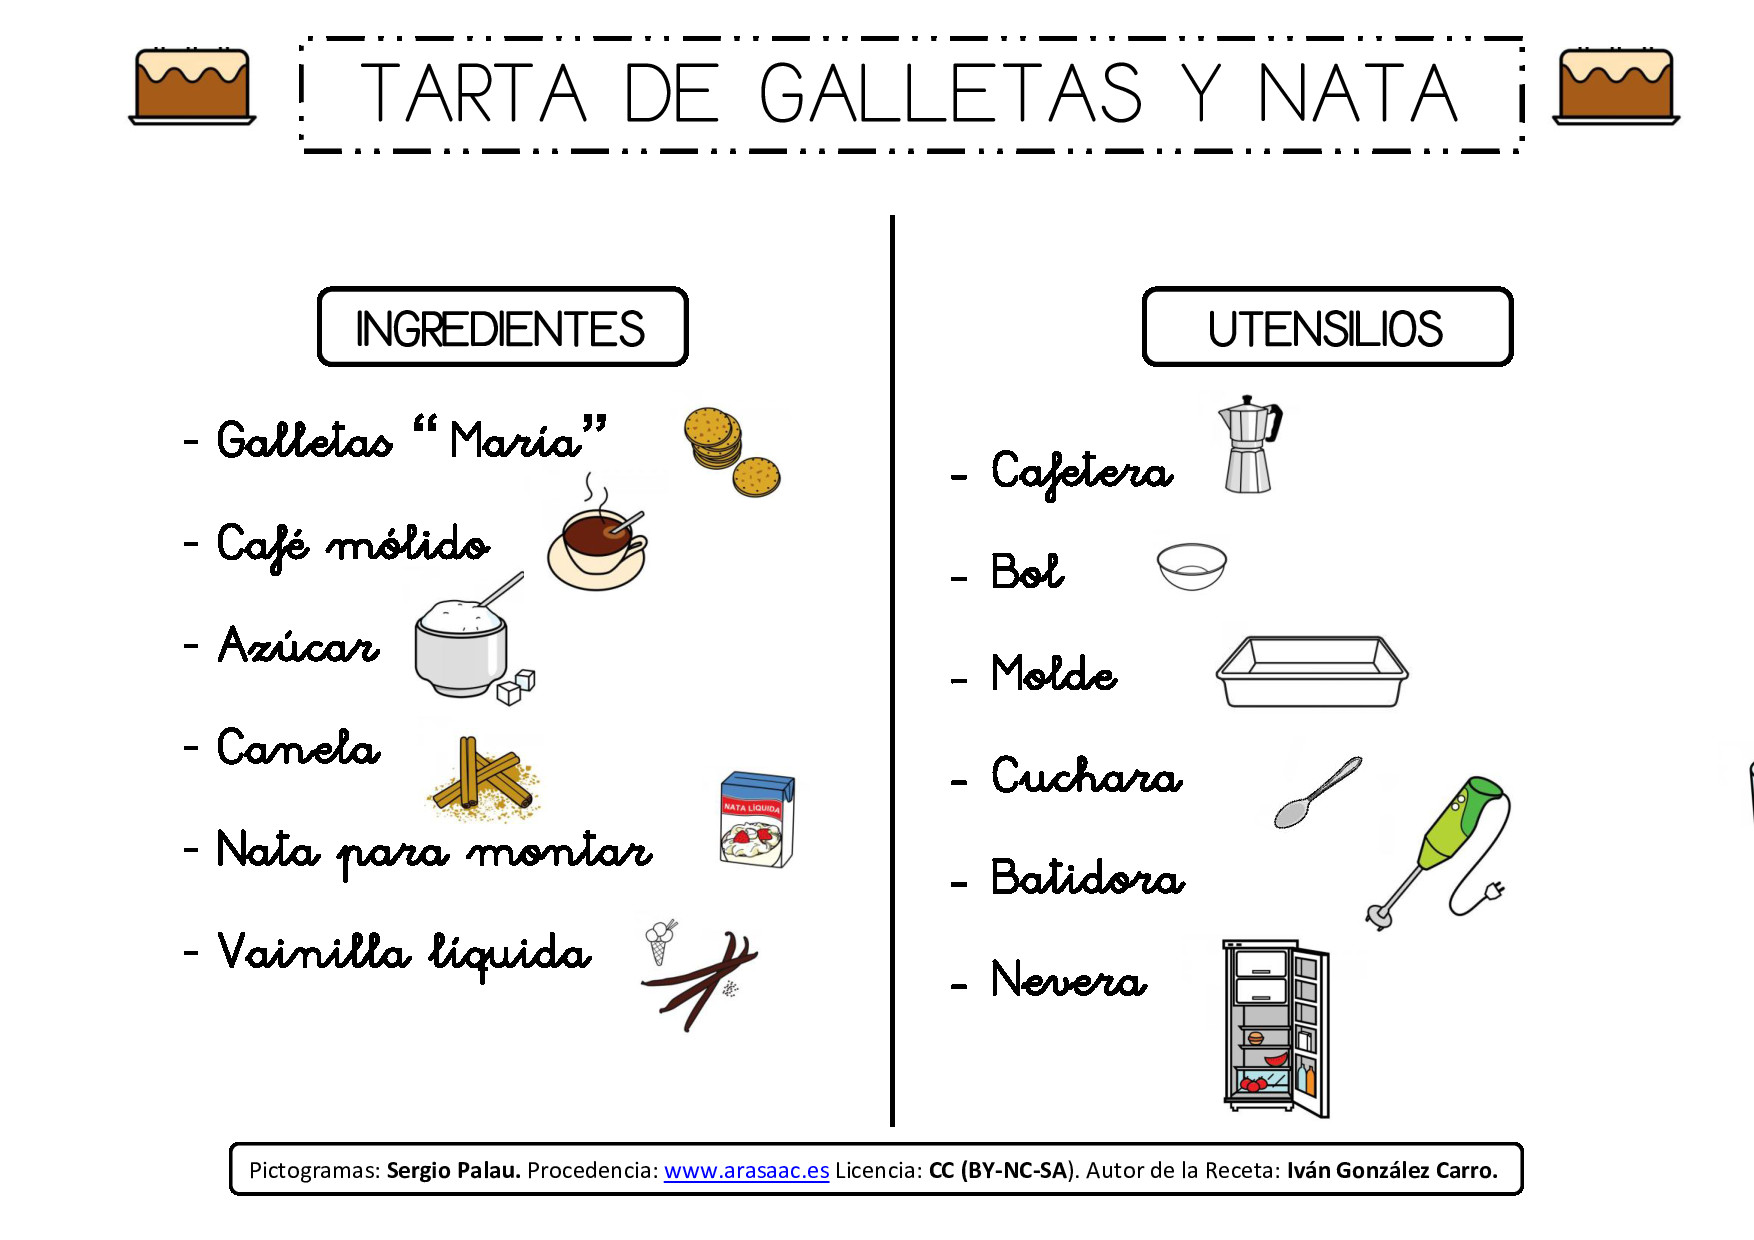 TARTA DE GALLETAS Y NATA
INGREDIENTES
- Galletas “ María”
- Café mólido
- Azúcar
- Canela
- Nata para montar
NATA LÍQUIDA
- Vainilla líquida
UTENSILIOS
- Cafetera
- Bol
- Molde
- Cuchara
- Batidora
- Nevera
Pictogramas: Sergio Palau. Procedencia: www.arasaac.es Licencia: CC (BY-NC-SA). Autor de la Receta: Iván González Carro.